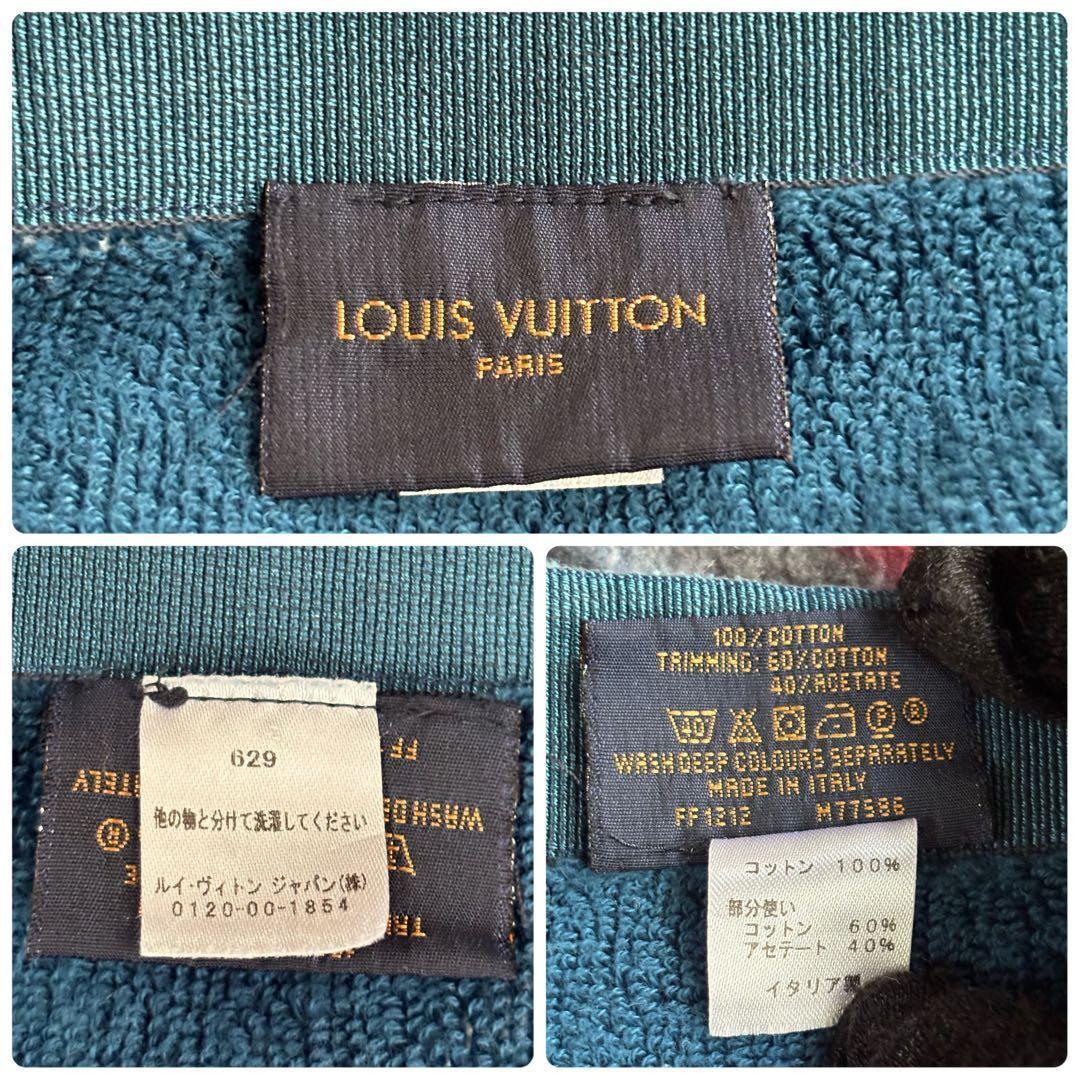 LOUIS VUITTON
PARIS
629
他の物と分けて洗濯してください
ルイ・ヴィトン ジャパン(株)
0120-00-1854
100% COTTON
TRIMMING: 60% COTTON
40% ACETATE
40 P ®
WASH DEEP COLOURS SEPARATELY
MADE IN ITALY
FF1212 M77586
コットン 100%
部分使い
コットン 60%
アセテート 40%
イタリア製